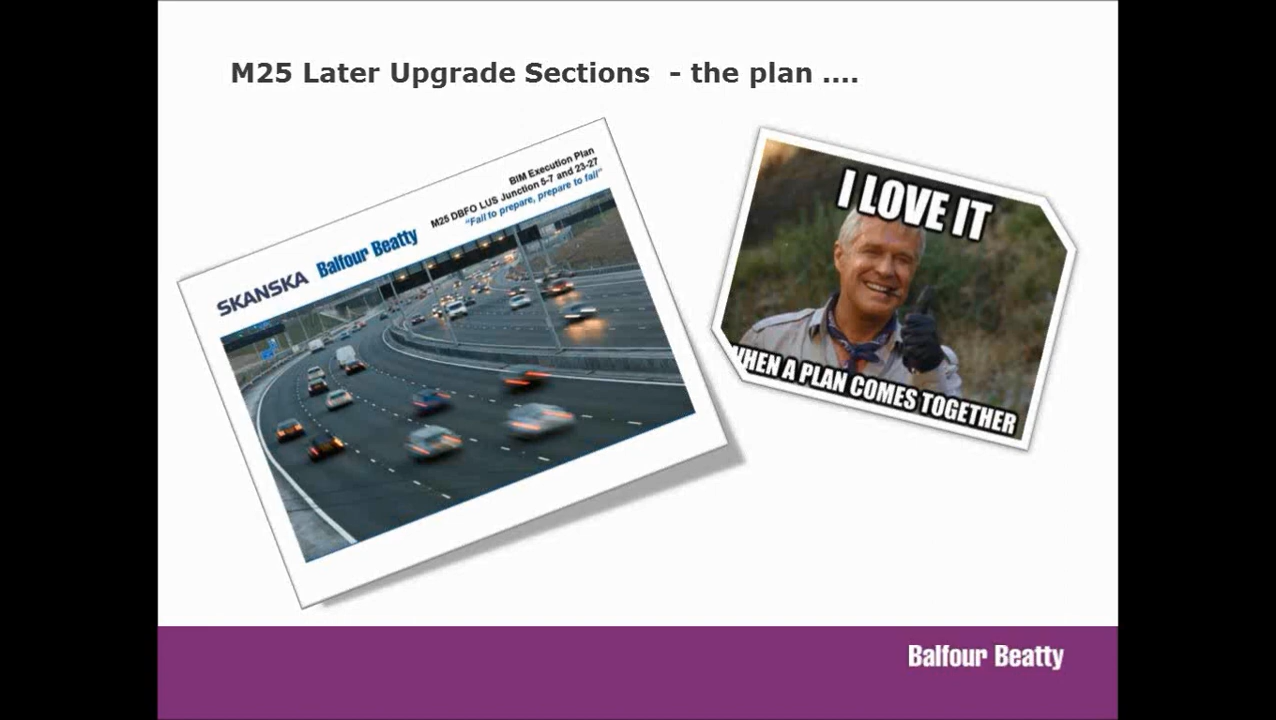 M25 Later Upgrade Sections - the plan ....
BIM Execution Plan
M25 DBFO LUS Junction 5-7 and 23-27
"Fail to prepare, prepare to fail"
SKANSKA Balfour Beatty
I LOVE IT
WHEN A PLAN COMES TOGETHER
Balfour Beatty